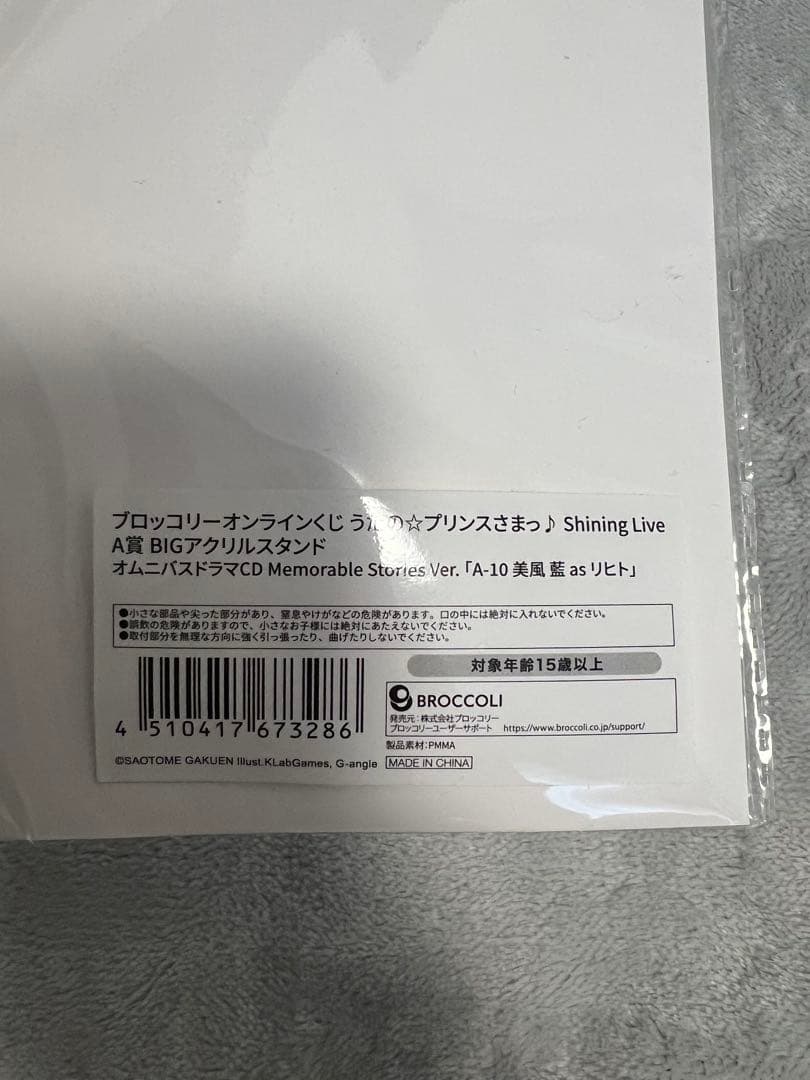 ブロッコリーオンラインくじ うたの☆プリンスさまっ♪ Shining Live
A賞 BIGアクリルスタンド
オムニバスドラマCD Memorable Stories Ver.「A-10 美風 藍 as リヒト」
●小さな部品や尖った部分があり、窒息やけがなどの危険があります。口の中には絶対に入れないでください。
●誤飲の危険がありますので、小さなお子様には絶対にあたえないでください。
●取付部分を無理な方向に強く引っ張ったり、曲げたりしないでください。
対象年齢15歳以上
BROCCOLI
発売元：株式会社ブロッコリー
ブロッコリーユーザーサポート https://www.broccoli.co.jp/support/
4 510417 673286
製品素材：PMMA
©SAOTOME GAKUEN Illust.KLabGames, G-angle MADE IN CHINA